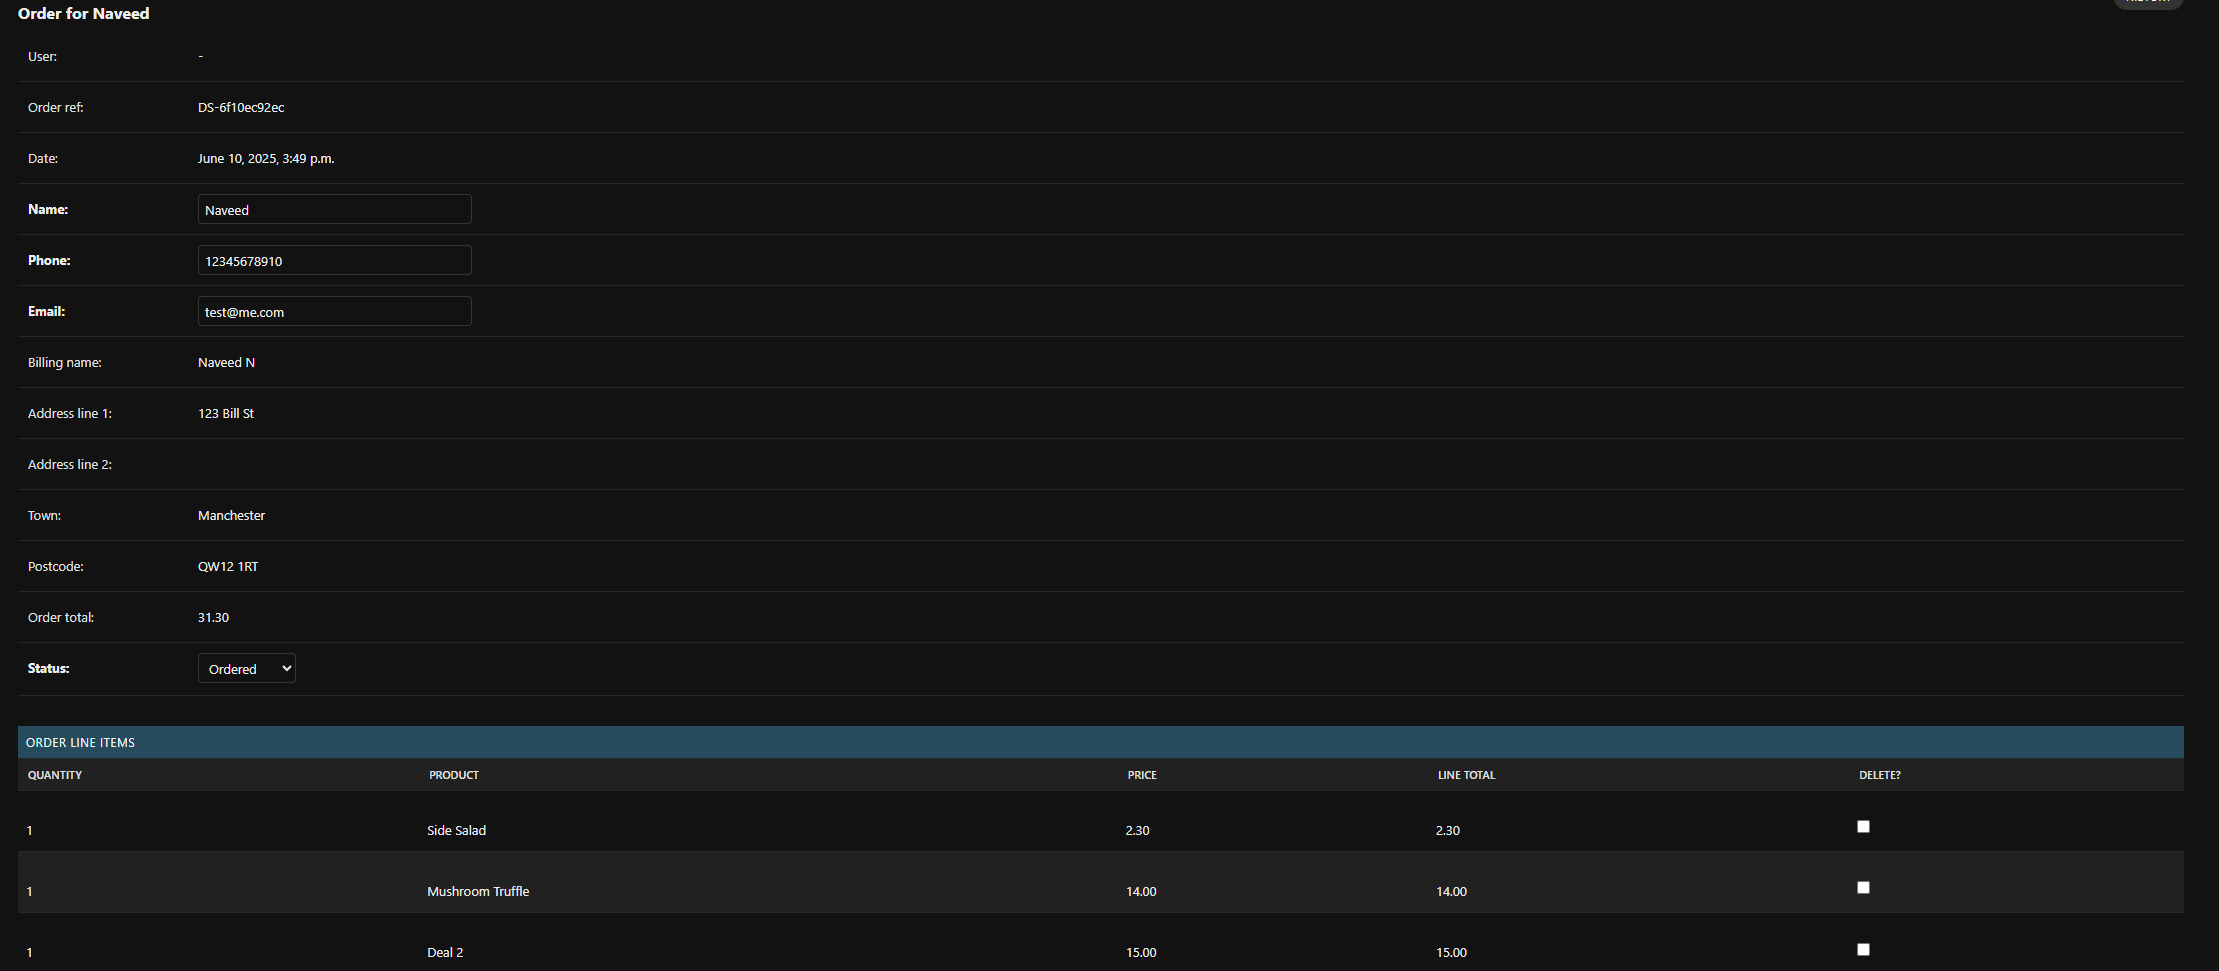 Order for Naveed
User: -
Order ref: DS-6f10ec92ec
Date: June 10, 2025, 3:49 p.m.
Name: Naveed
Phone: 12345678910
Email: test@me.com
Billing name: Naveed N
Address line 1: 123 Bill St
Address line 2:
Town: Manchester
Postcode: QW12 1RT
Order total: 31.30
Status: Ordered
ORDER LINE ITEMS
QUANTITY PRODUCT PRICE LINE TOTAL DELETE?
1 Side Salad 2.30 2.30
1 Mushroom Truffle 14.00 14.00
1 Deal 2 15.00 15.00